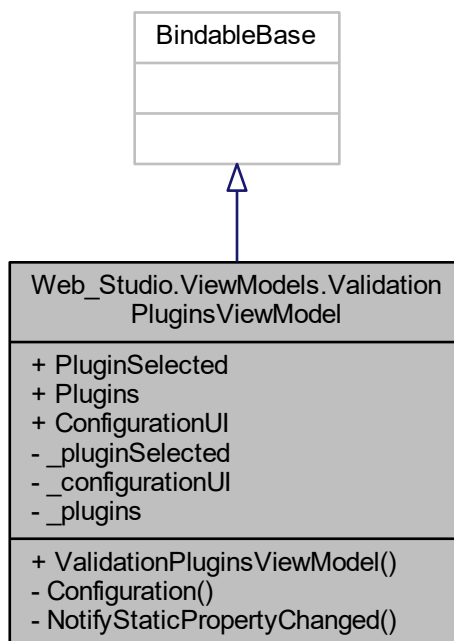 BindableBase
Web_Studio.ViewModels.Validation
PluginsViewModel
+ PluginSelected
+ Plugins
+ ConfigurationUI
- _pluginSelected
- _configurationUI
- _plugins
+ ValidationPluginsViewModel()
- Configuration()
- NotifyStaticPropertyChanged()